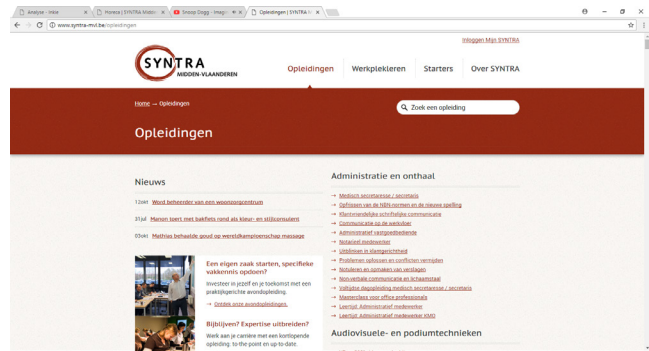 Analyse - Intke
Horeca | SYNTRA Midde
Snoop Dogg - Imagi
Opleidingen | SYNTRA M
www.syntra-mvl.be/opleidingen
Inloggen Mijn SYNTRA
SYNTRA
MIDDEN-VLAANDEREN
Opleidingen
Werkplekleren
Starters
Over SYNTRA
Home → Opleidingen
Zoek een opleiding
Opleidingen
Nieuws
12okt Word beheerder van een woonzorgcentrum
31jul Manon toert met bakfiets rond als kleur- en stijlconsulent
03okt Mathias behaalde goud op wereldkampioenschap massage
Een eigen zaak starten, specifieke
vakkennis opdoen?
Investeer in jezelf en je toekomst met een
praktijkgerichte avondopleiding.
→ Ontdek onze avondopleidingen.
Bijblijven? Expertise uitbreiden?
Werk aan je carrière met een kortlopende
opleiding, to the point en up-to-date.
Administratie en onthaal
→ Medisch secretaresse / secretaris
→ Opfrissen van de NBN-normen en de nieuwe spelling
→ Klantvriendelijke schriftelijke communicatie
→ Communicatie op de werkvloer
→ Administratief vastgoedbediende
→ Notarieel medewerker
→ Uitblinken in klantgerichtheid
→ Problemen oplossen en conflicten vermijden
→ Notuleren en opmaken van verslagen
→ Non-verbale communicatie en lichaamstaal
→ Voltijdse dagopleiding medisch secretaresse / secretaris
→ Masterclass voor office professionals
→ Leertijd: Administratief medewerker
→ Leertijd: Administratief medewerker KMO
Audiovisuele- en podiumtechnieken